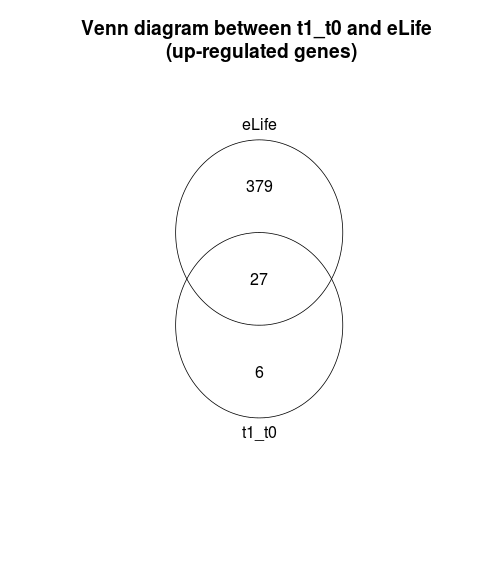 Venn diagram between t1_t0 and eLife
(up-regulated genes)
eLife
379
27
6
t1_t0